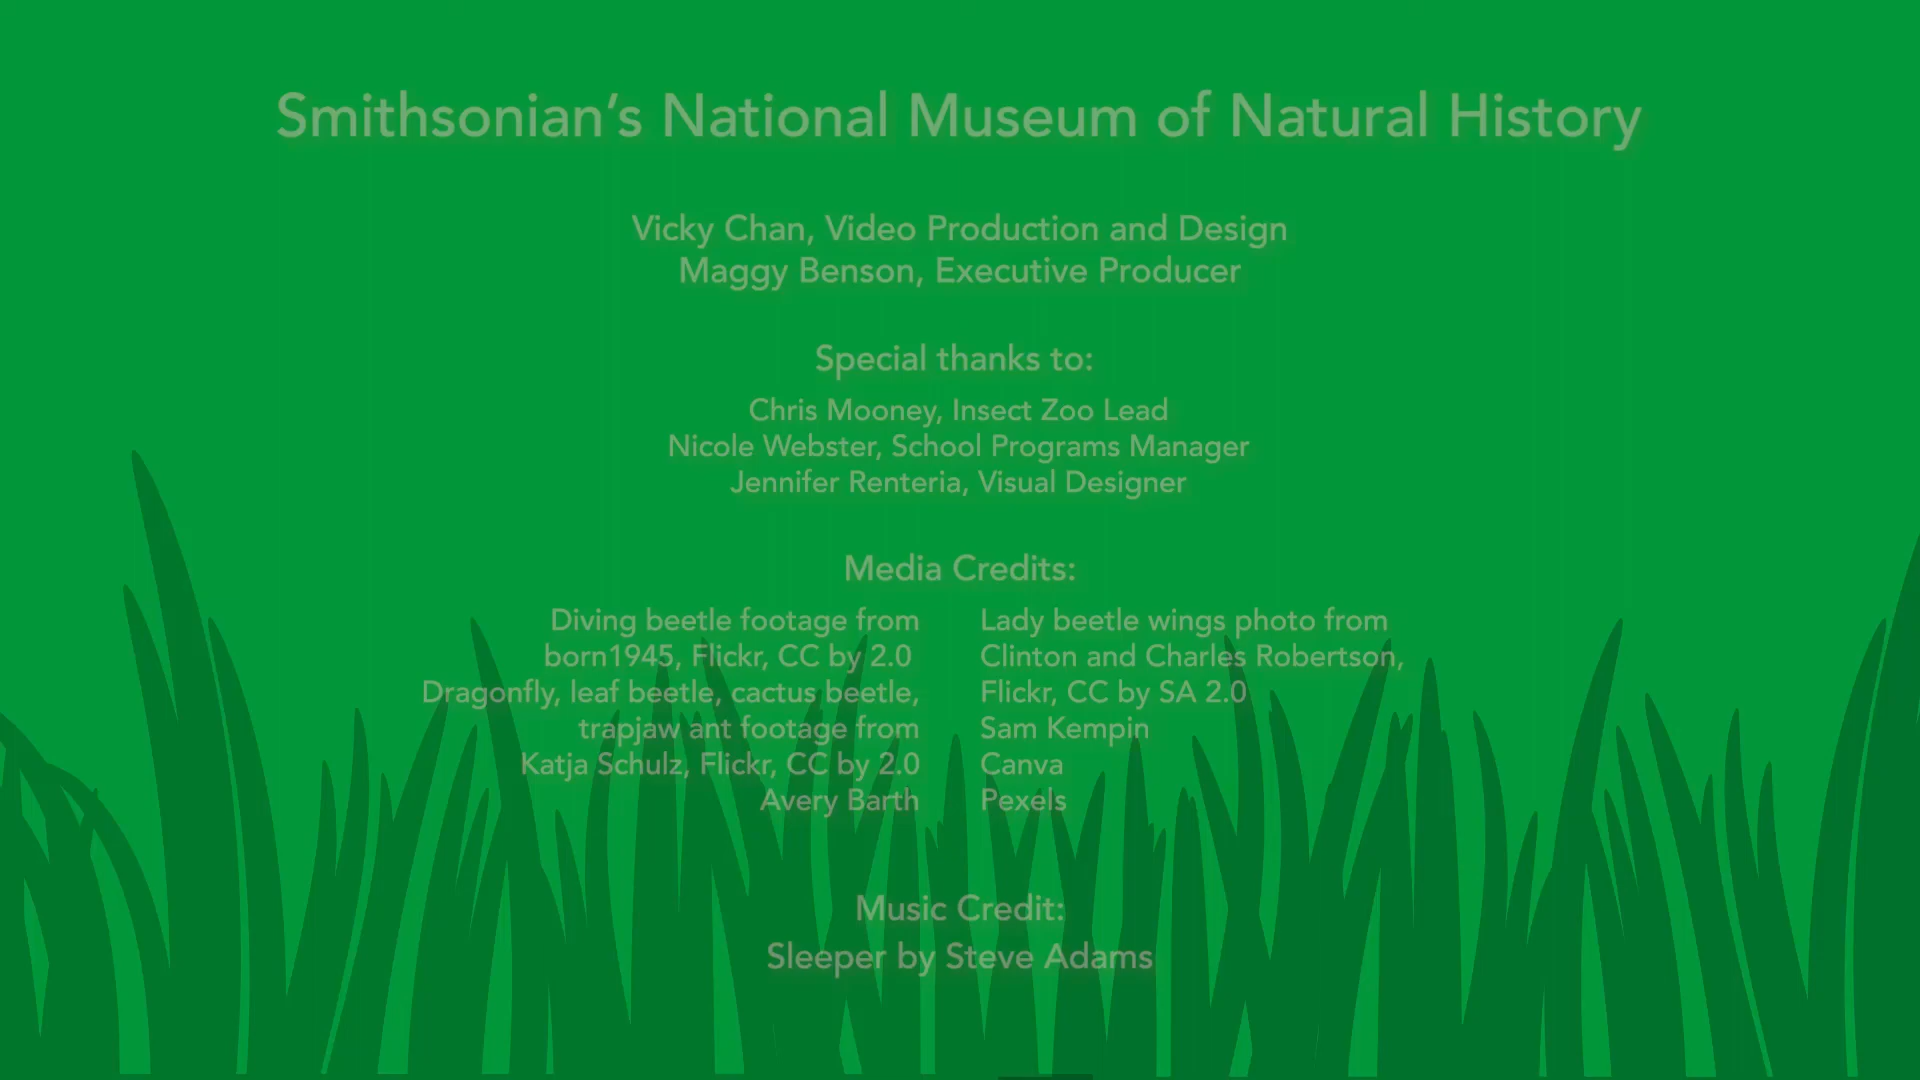 Smithsonian’s National Museum of Natural History
Vicky Chan, Video Production and Design
Maggy Benson, Executive Producer
Special thanks to:
Chris Mooney, Insect Zoo Lead
Nicole Webster, School Programs Manager
Jennifer Renteria, Visual Designer
Media Credits:
Diving beetle footage from
born1945, Flickr, CC by 2.0
Dragonfly, leaf beetle, cactus beetle,
trapjaw ant footage from
Katja Schulz, Flickr, CC by 2.0
Avery Barth
Lady beetle wings photo from
Clinton and Charles Robertson,
Flickr, CC by SA 2.0
Sam Kempin
Canva
Pexels
Music Credit:
Sleeper by Steve Adams